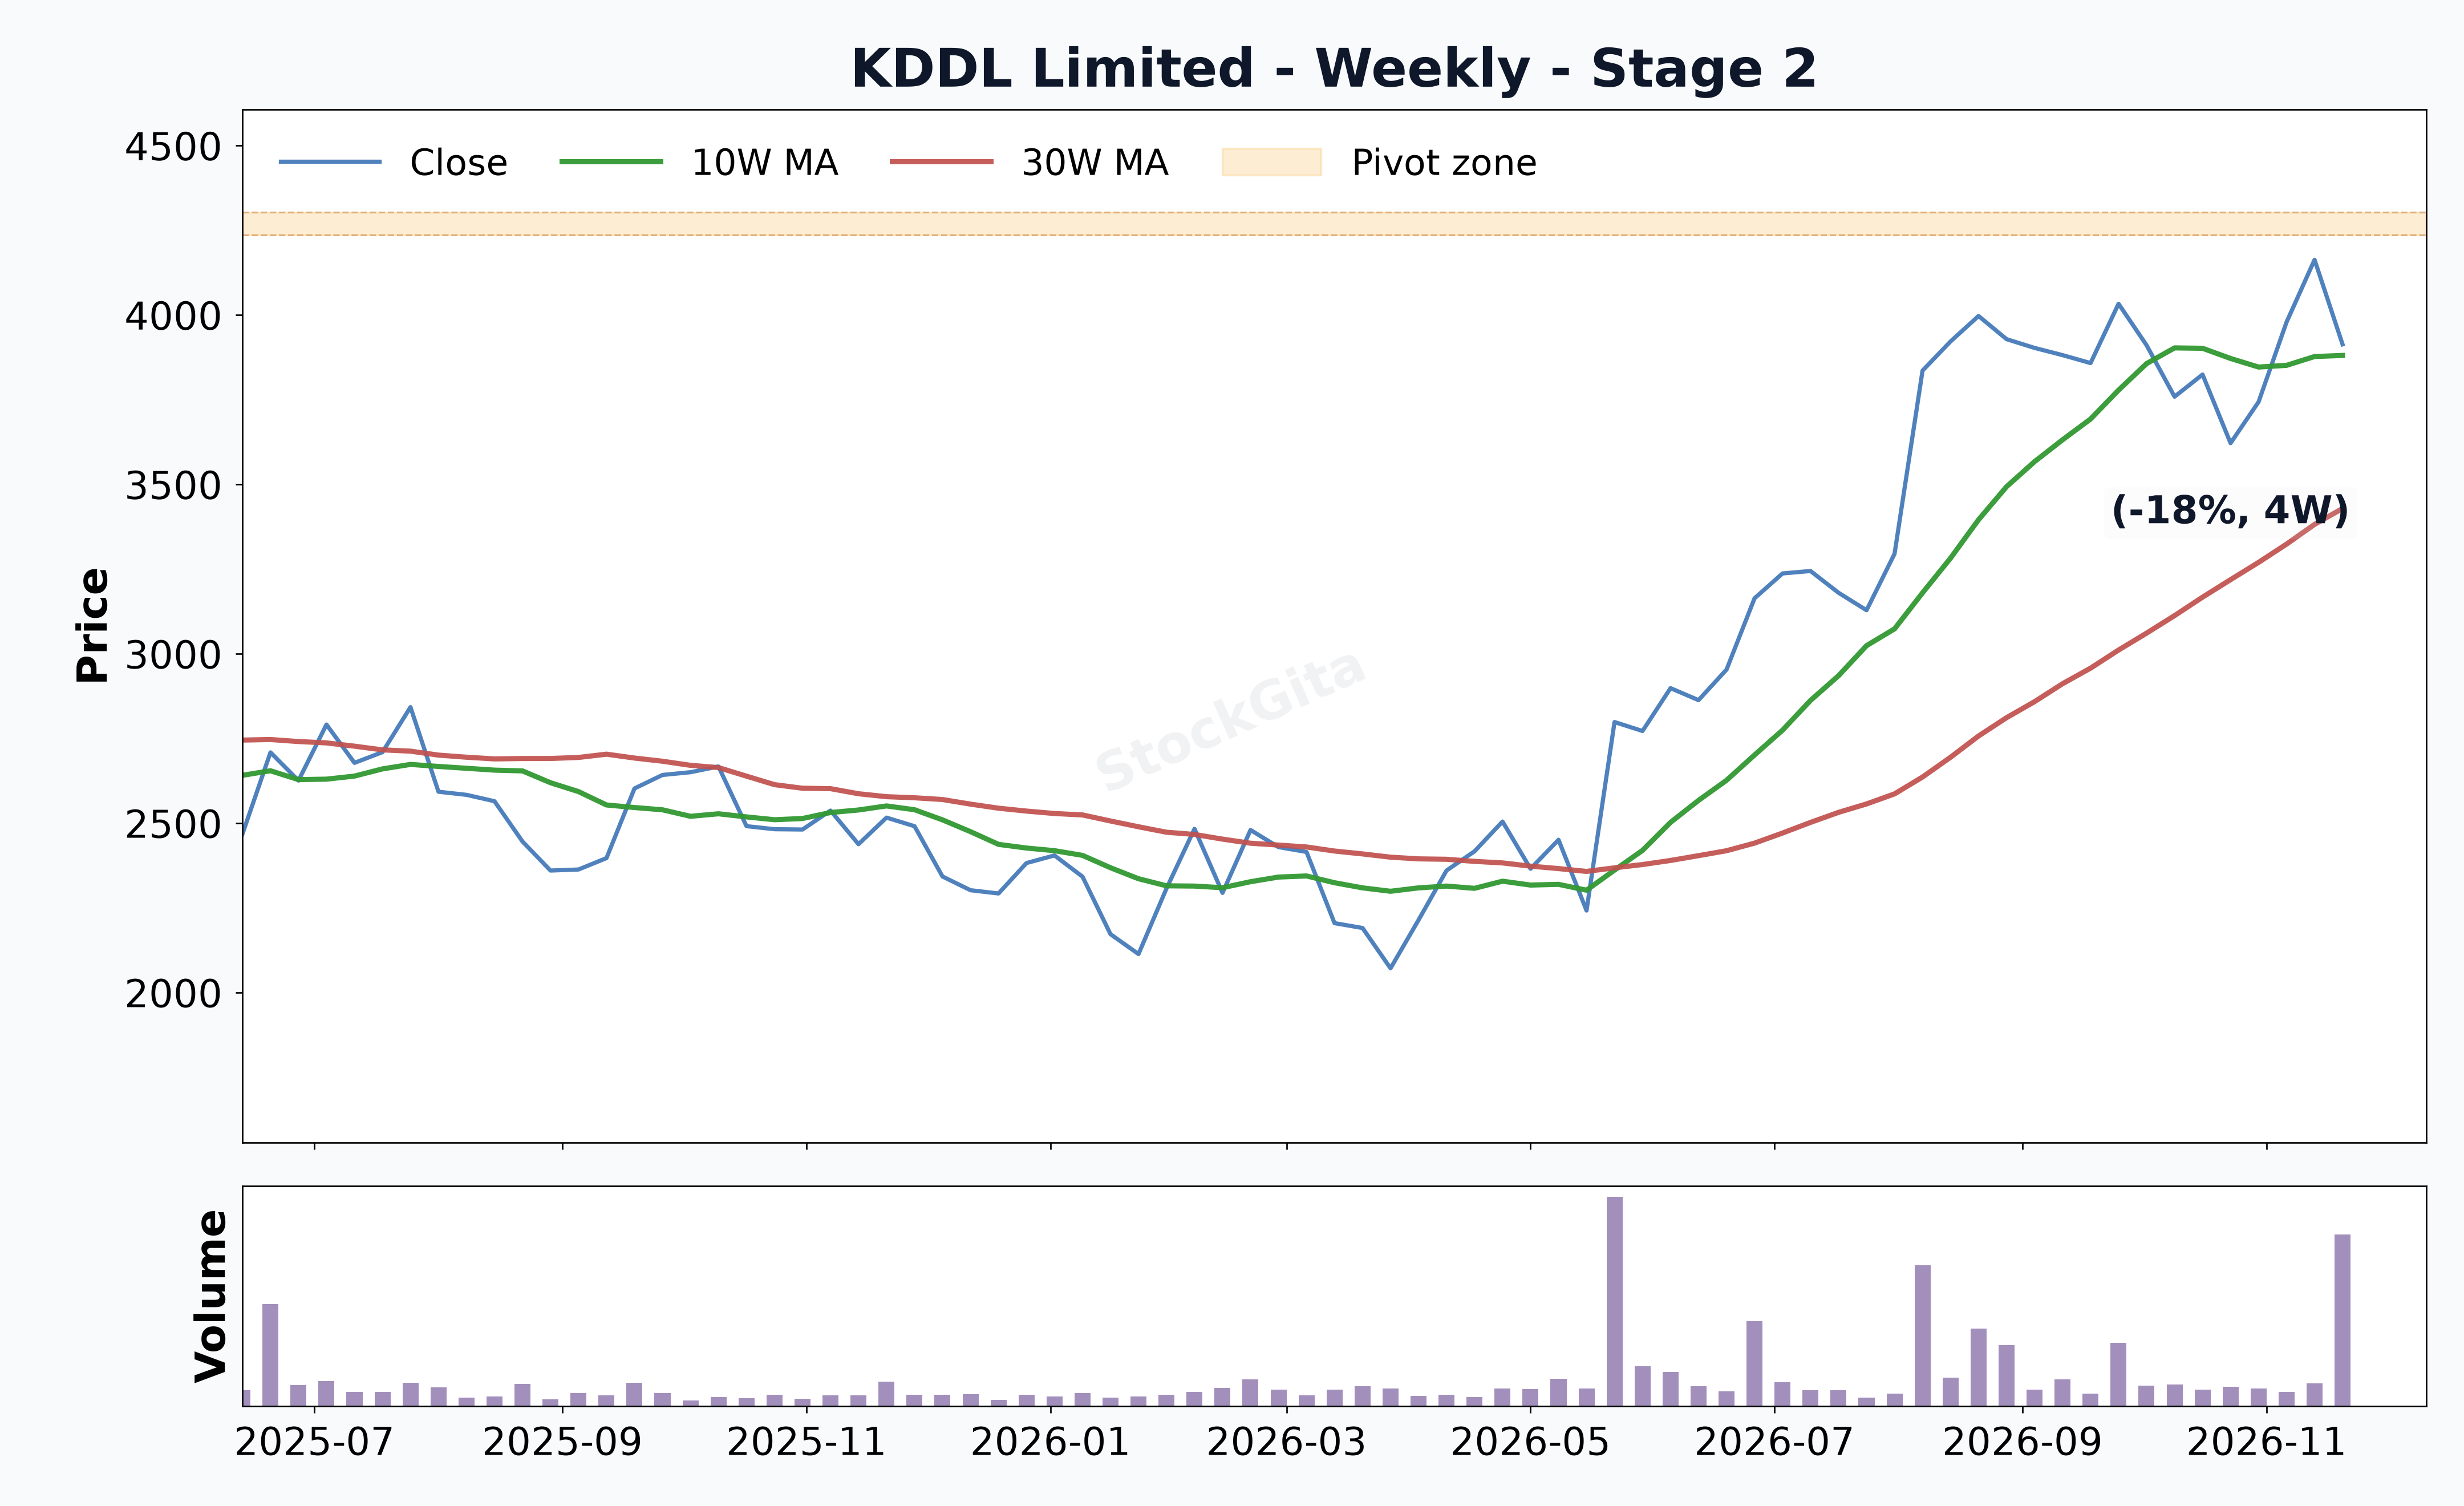 KDDL Limited - Weekly - Stage 2
Close 10W MA 30W MA Pivot zone
4500
4000
3500
3000
2500
2000
Price
(-18%, 4W)
StockGita
Volume
2025-07 2025-09 2025-11 2026-01 2026-03 2026-05 2026-07 2026-09 2026-11